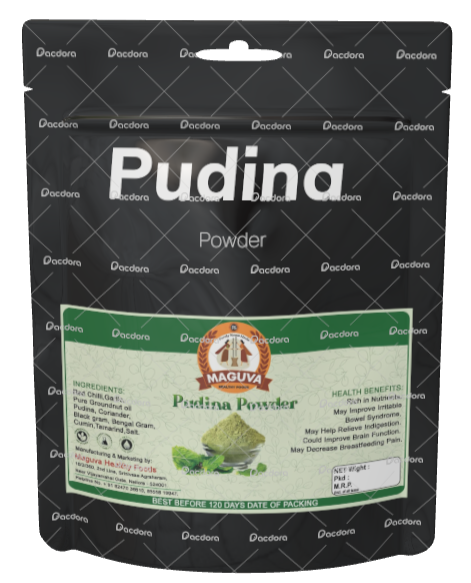 Pudina
Powder
MAGUVA
Pudina Powder
INGREDIENTS:
Red Chilli,
Pure Groundnut oil
Pudina, Coriander,
Black gram, Bengal Gram,
Cumin,Tamarind,Salt.
Manufacturing & Marketing by:
Maguva Healthy Foods
HEALTH BENEFITS:
Rich in Nutrients.
May Improve Irritable
Bowel Syndrome.
May Help Relieve Indigestion.
Could Improve Brain Function.
May Decrease Breastfeeding Pain.
NET Weight :
Pkd :
M.R.P.
BEST BEFORE 120 DAYS DATE OF PACKING
Dacdora